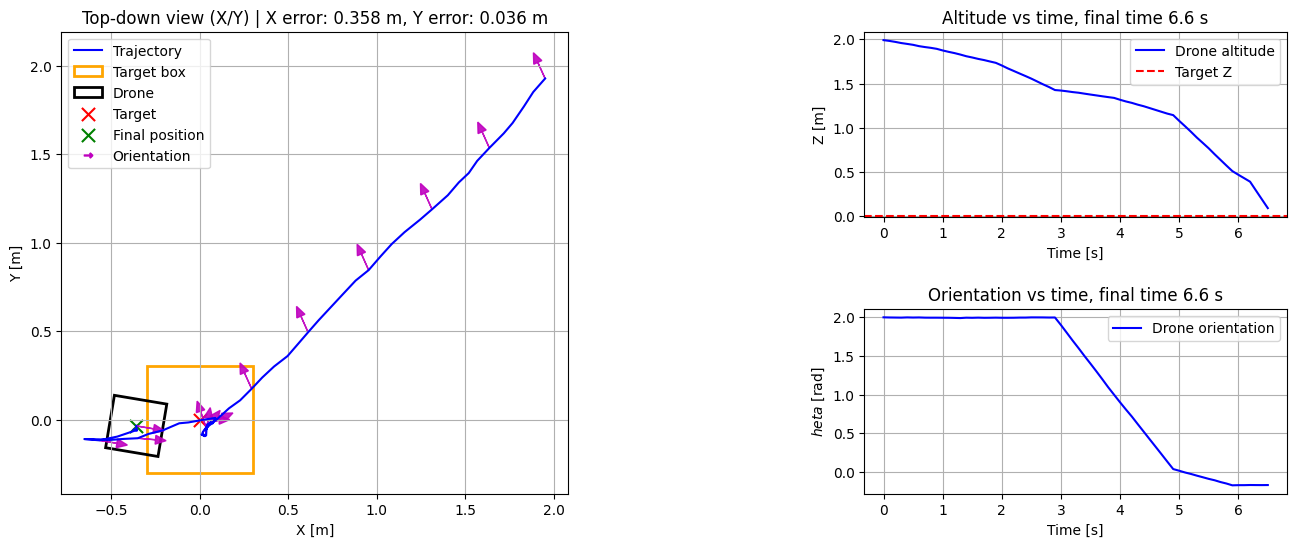 Top-down view (X/Y) | X error: 0.358 m, Y error: 0.036 m
Trajectory
Target box
Drone
Target
Final position
Orientation
2.0
1.5
1.0
0.5
0.0
Y [m]
−0.5
0.0
0.5
1.0
1.5
2.0
X [m]
Altitude vs time, final time 6.6 s
Drone altitude
Target Z
2.0
1.5
1.0
0.5
0.0
Z [m]
0
1
2
3
4
5
6
Time [s]
Orientation vs time, final time 6.6 s
Drone orientation
2.0
1.5
1.0
0.5
0.0
heta [rad]
0
1
2
3
4
5
6
Time [s]